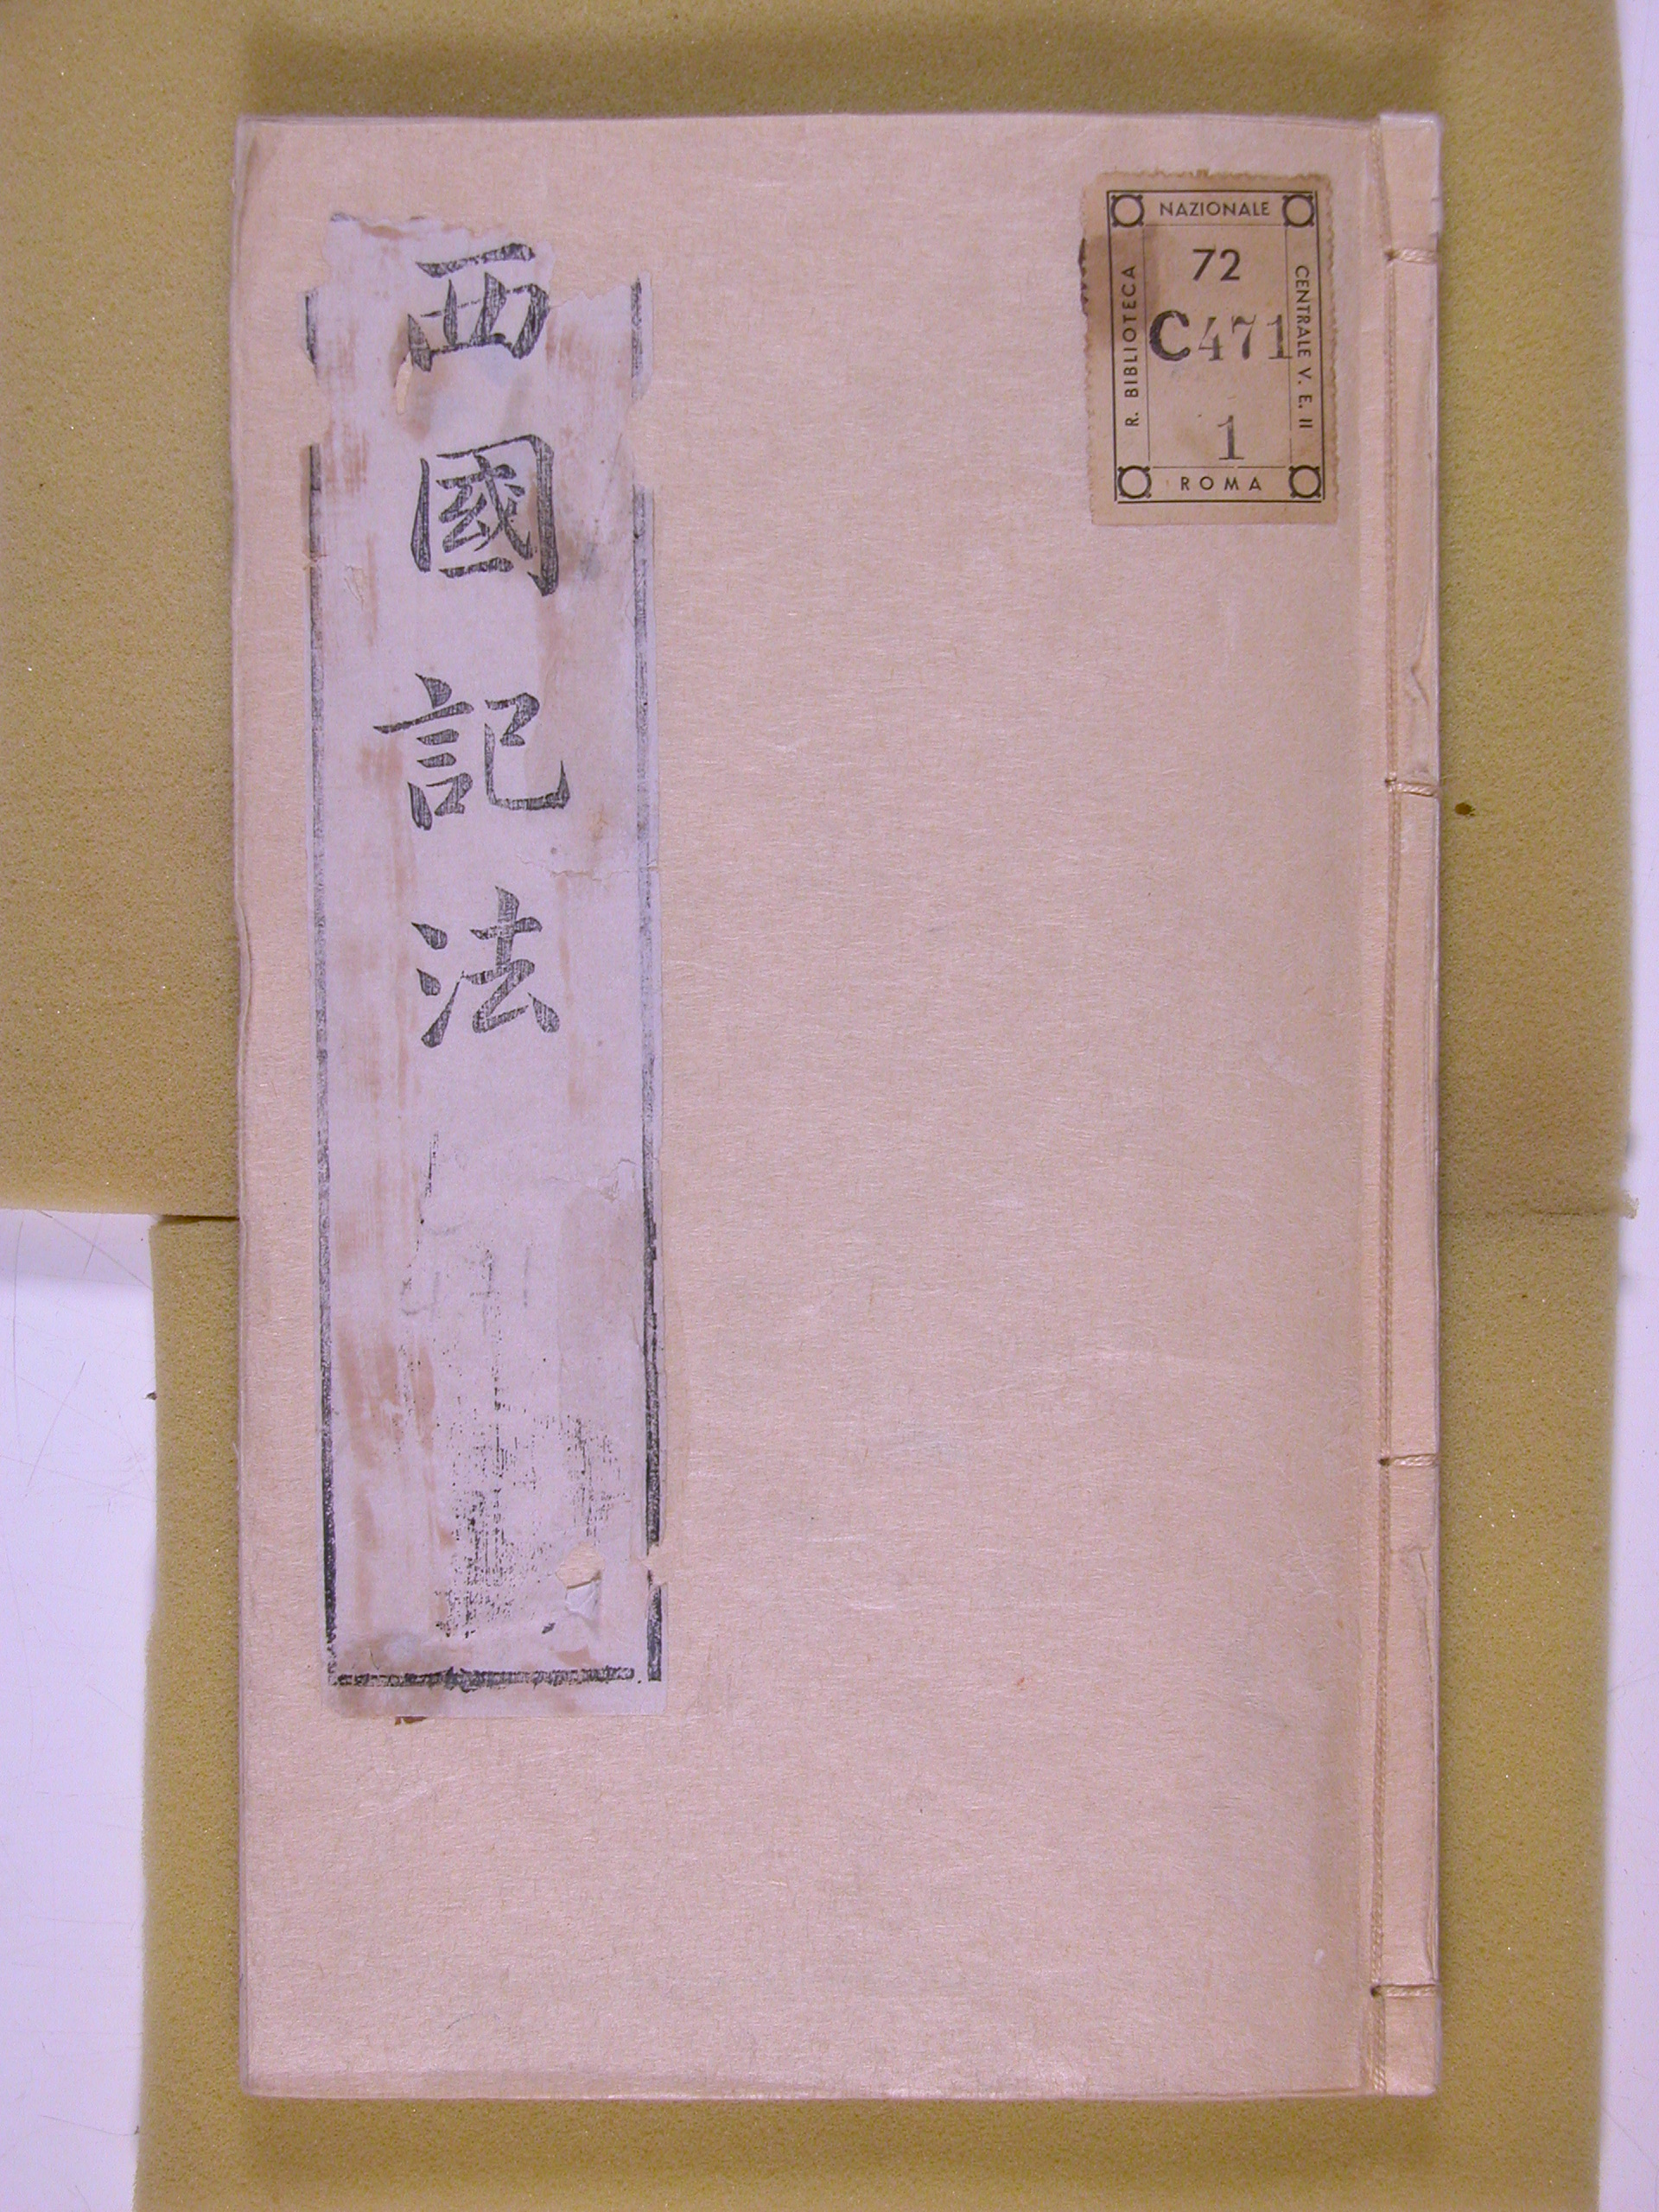 西國記法
NAZIONALE
R. BIBLIOTECA
CENTRALE V. E. II
72
C471
1
ROMA